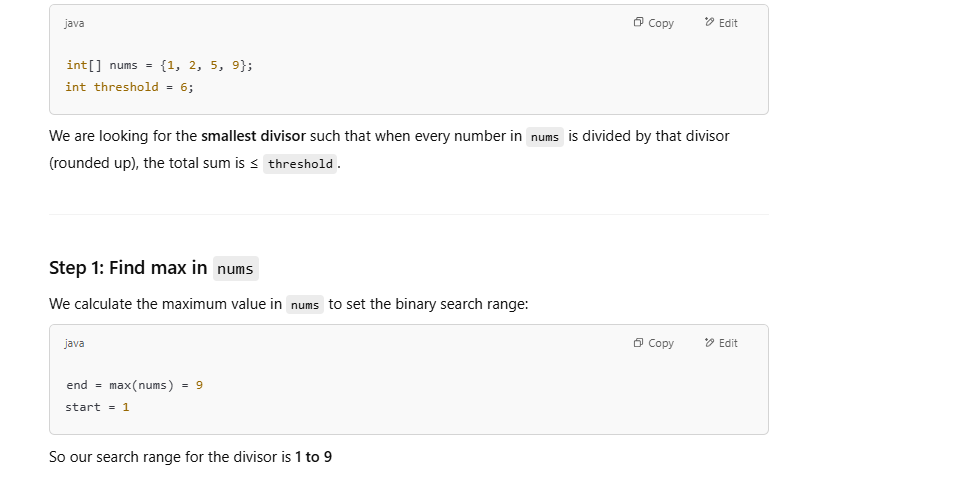 java
Copy
Edit
int[] nums = {1, 2, 5, 9};
int threshold = 6;
We are looking for the smallest divisor such that when every number in nums is divided by that divisor
(rounded up), the total sum is ≤ threshold.
Step 1: Find max in nums
We calculate the maximum value in nums to set the binary search range:
java
Copy
Edit
end = max(nums) = 9
start = 1
So our search range for the divisor is 1 to 9